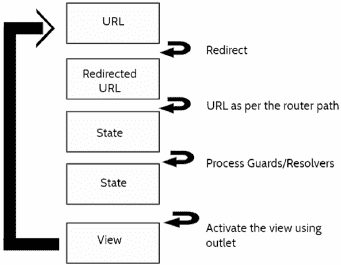 URL
Redirect
Redirected
URL
URL as per the router path
State
Process Guards/Resolvers
State
Activate the view using
outlet
View